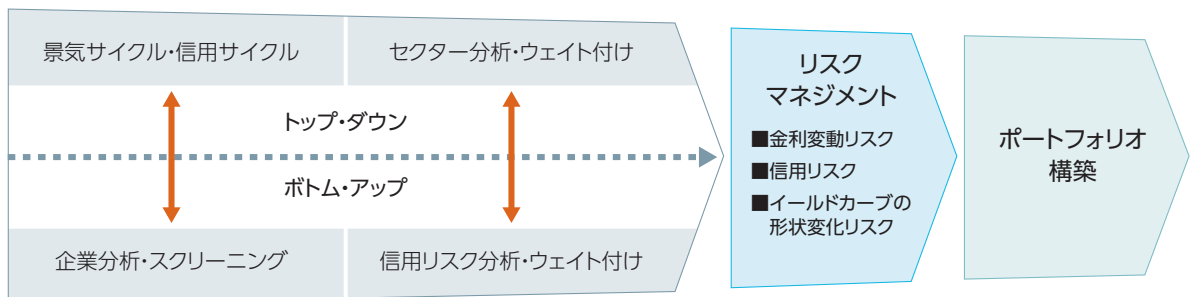 景気サイクル・信用サイクル
セクター分析・ウェイト付け
トップ・ダウン
ボトム・アップ
企業分析・スクリーニング
信用リスク分析・ウェイト付け
リスク
マネジメント
■金利変動リスク
■信用リスク
■イールドカーブの
形状変化リスク
ポートフォリオ
構築